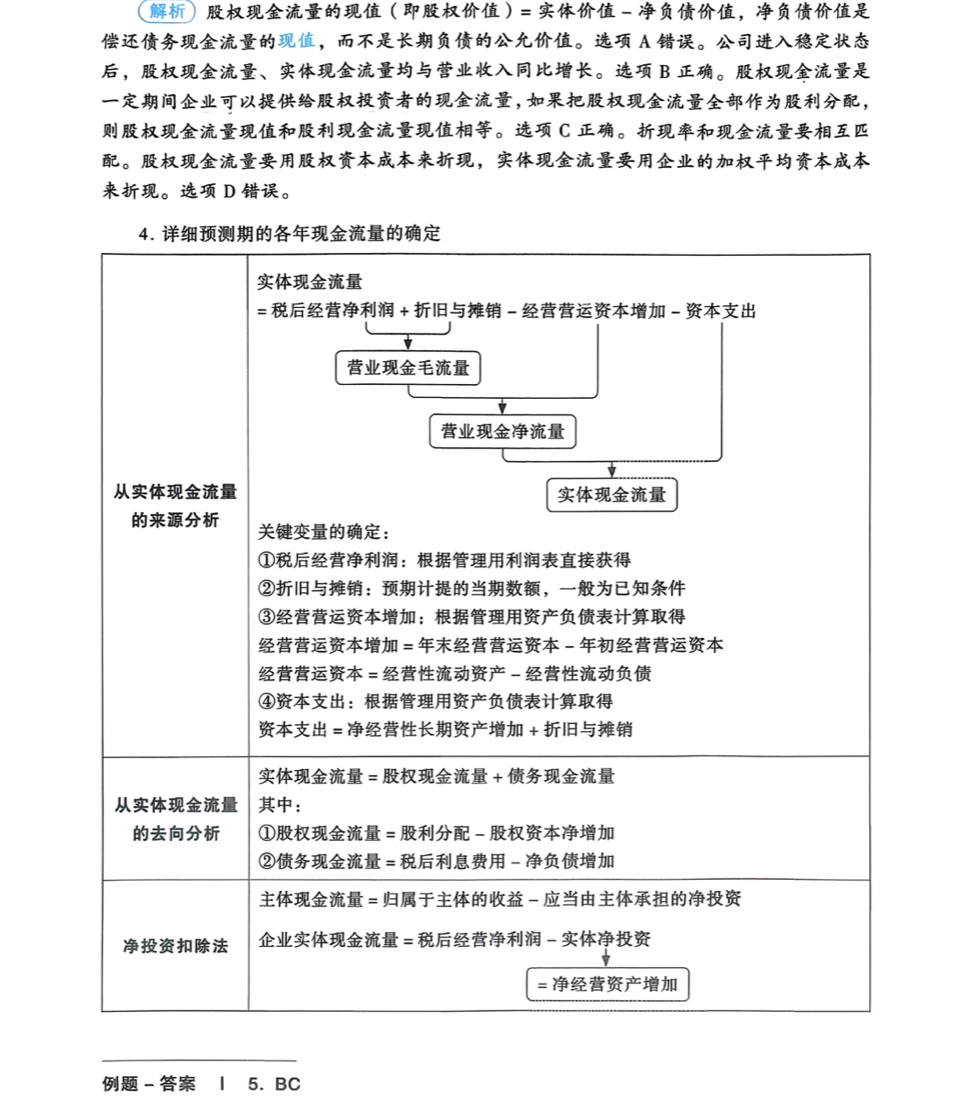 解析 股权现金流量的现值（即股权价值）=实体价值-净负债价值，净负债价值是
偿还债务现金流量的现值，而不是长期负债的公允价值。选项 A 错误。公司进入稳定状态
后，股权现金流量、实体现金流量均与营业收入同比增长。选项 B 正确。股权现金流量是
一定期间企业可以提供给股权投资者的现金流量，如果把股权现金流量全部作为股利分配，
则股权现金流量现值和股利现金流量现值相等。选项 C 正确。折现率和现金流量要相互匹
配。股权现金流量要用股权资本成本来折现，实体现金流量要用企业的加权平均资本成本
来折现。选项 D 错误。
4. 详细预测期的各年现金流量的确定
从实体现金流量
的来源分析
实体现金流量
=税后经营净利润+折旧与摊销-经营营运资本增加-资本支出
营业现金毛流量
营业现金净流量
实体现金流量
关键变量的确定：
①税后经营净利润：根据管理用利润表直接获得
②折旧与摊销：预期计提的当期数额，一般为已知条件
③经营营运资本增加：根据管理用资产负债表计算取得
经营营运资本增加=年末经营营运资本-年初经营营运资本
经营营运资本=经营性流动资产-经营性流动负债
④资本支出：根据管理用资产负债表计算取得
资本支出=净经营性长期资产增加+折旧与摊销
从实体现金流量
的去向分析
实体现金流量=股权现金流量+债务现金流量
其中：
①股权现金流量=股利分配-股权资本净增加
②债务现金流量=税后利息费用-净负债增加
净投资扣除法
主体现金流量=归属于主体的收益-应当由主体承担的净投资
企业实体现金流量=税后经营净利润-实体净投资
=净经营资产增加
例题-答案 | 5. BC